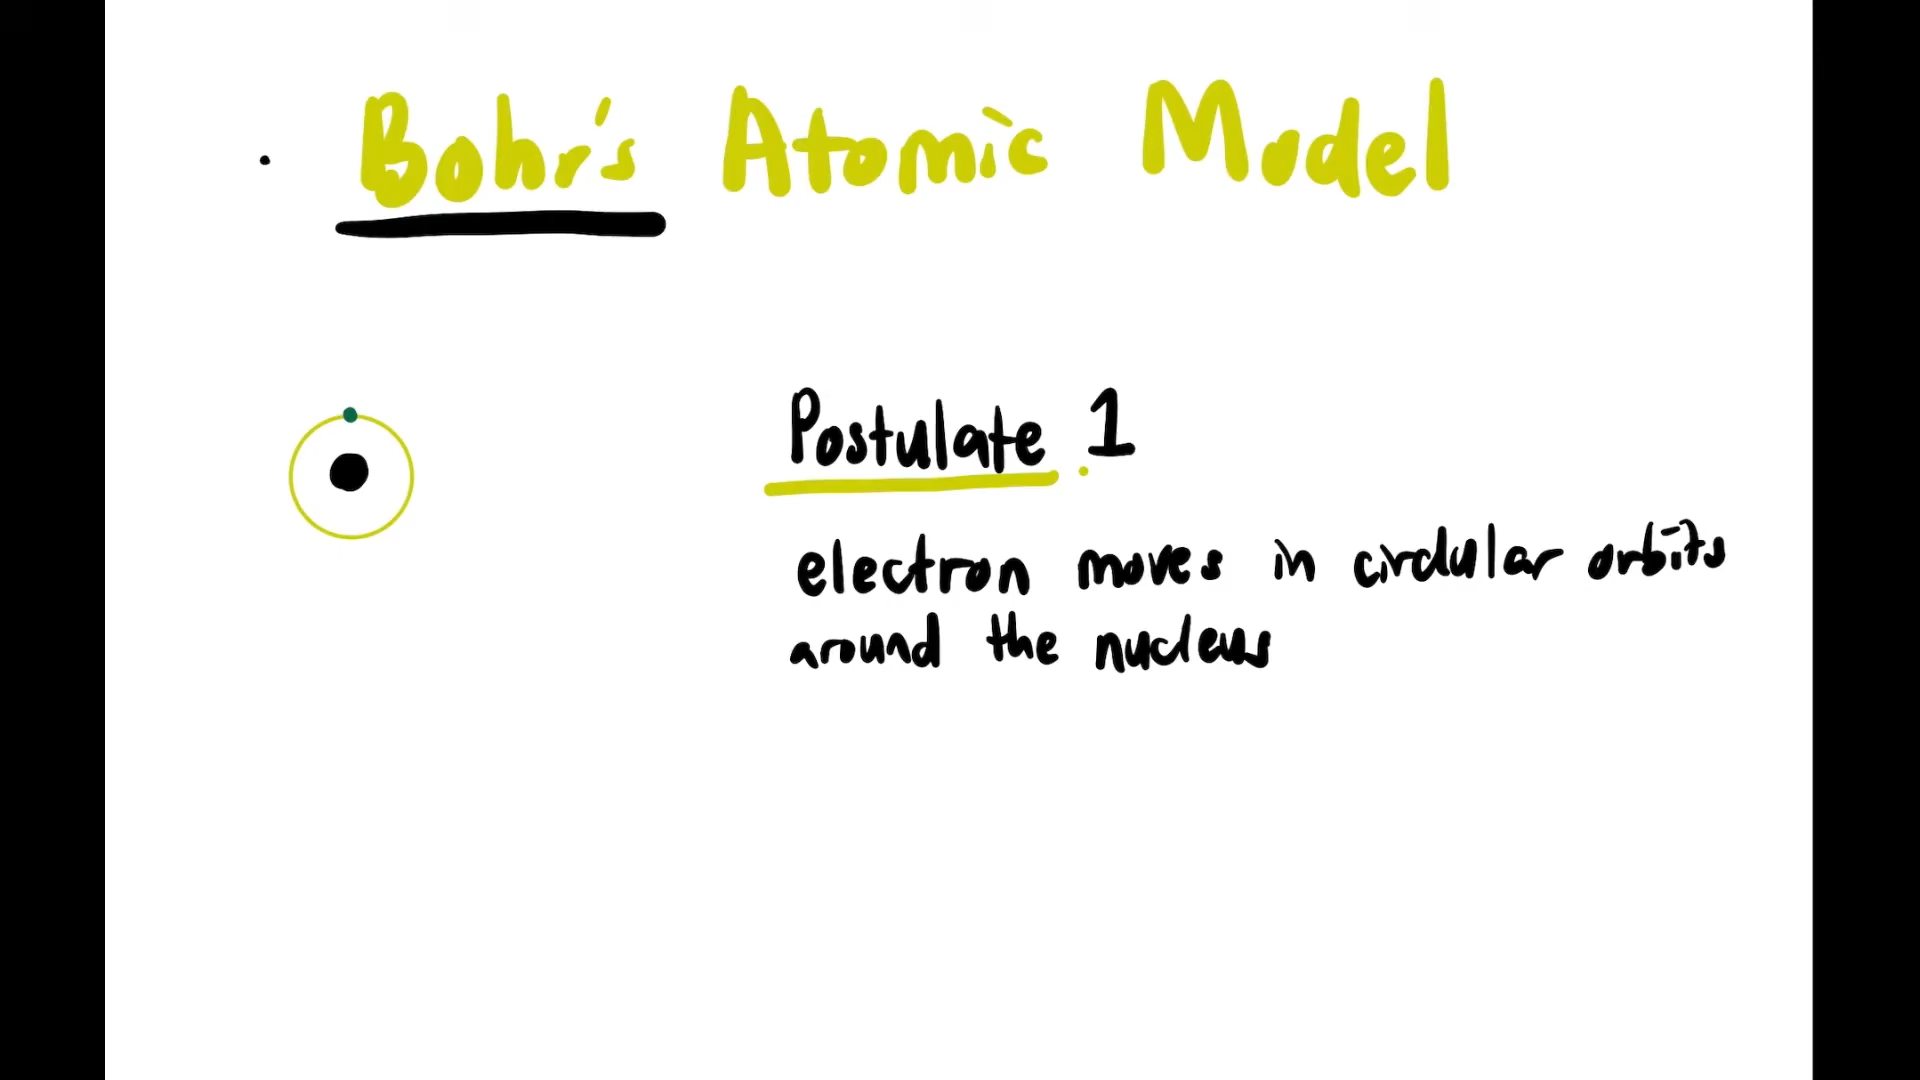 Bohr's Atomic Model
Postulate 1
electron moves in circular orbits
around the nucleus